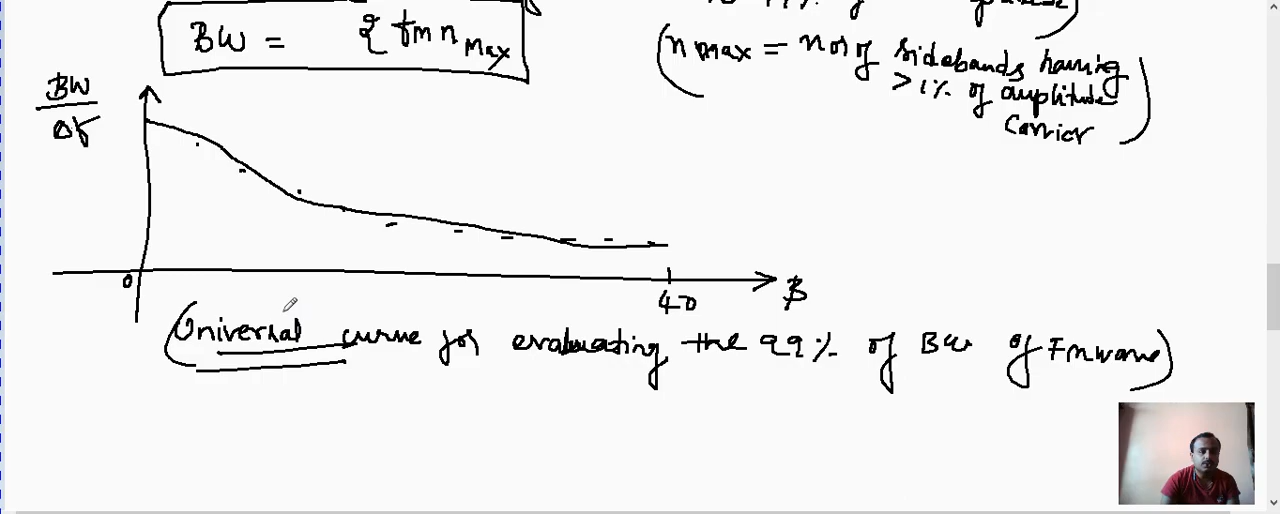 BW = 2 fm n max
(n max = no. of sidebands having
> 1% of amplitude
carrier)
BW
Δf
0
40
β
(Universal curve for evaluating the 99% of BW of Fm wave)